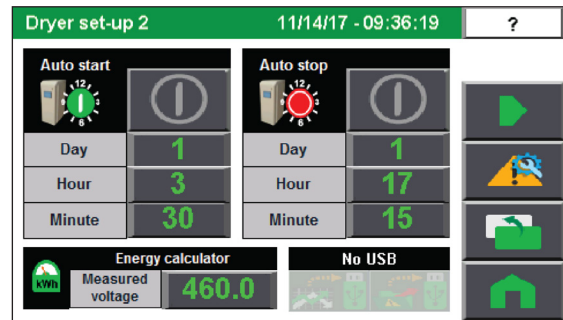 Dryer set-up 2 11/14/17 - 09:36:19 ?
Auto start
12
9 3
6
Day 1
Hour 3
Minute 30
Auto stop
12
9 3
6
Day 1
Hour 17
Minute 15
Energy calculator
kWh
Measured voltage 460.0
No USB